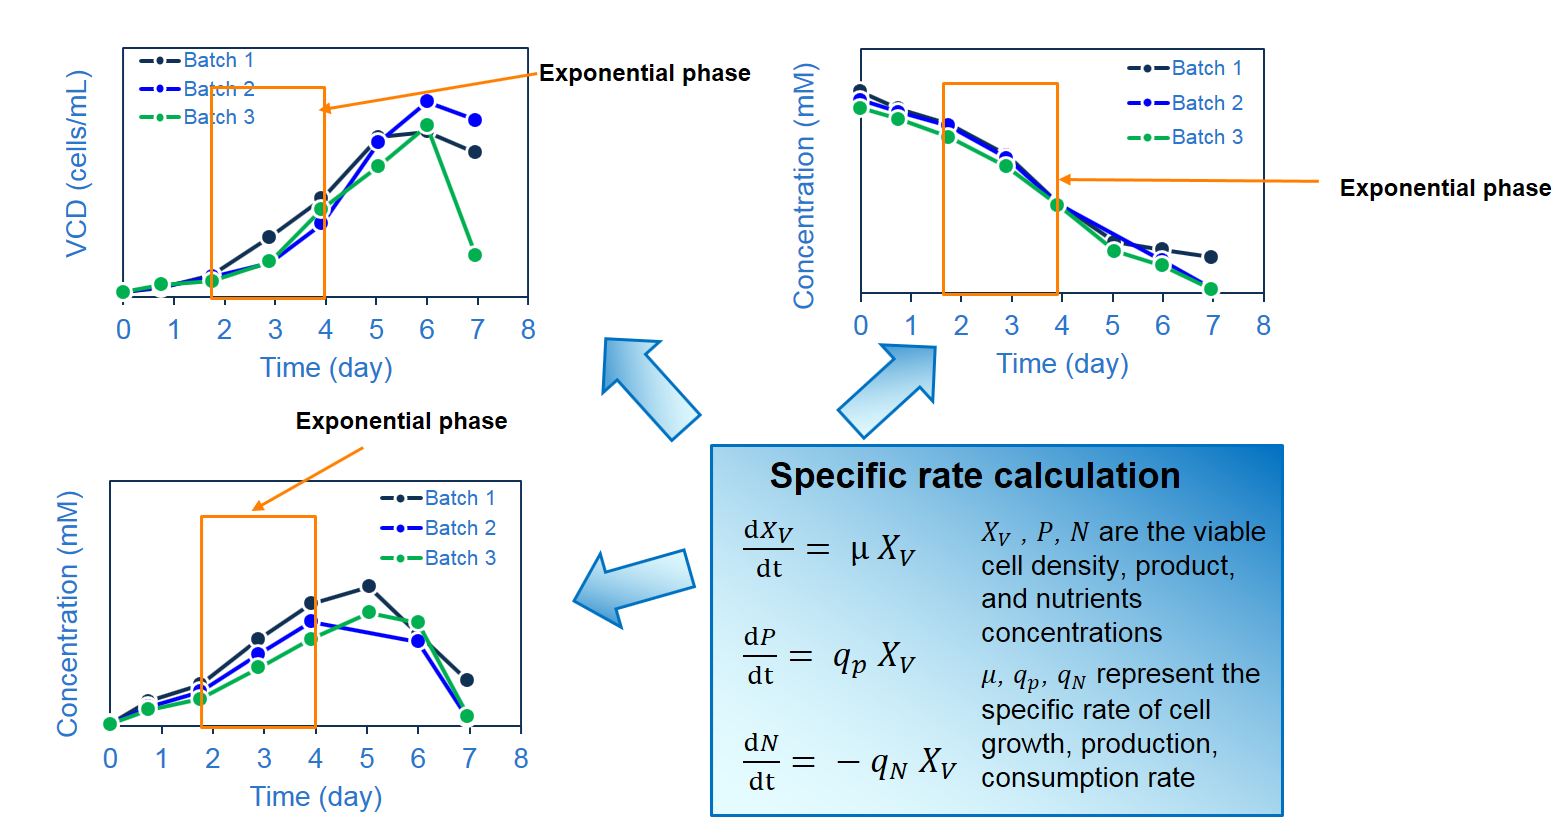 Batch 1
Batch 2
Batch 3
Exponential phase
VCD (cells/mL)
0 1 2 3 4 5 6 7 8
Time (day)
Batch 1
Batch 2
Batch 3
Exponential phase
Concentration (mM)
0 1 2 3 4 5 6 7 8
Time (day)
Exponential phase
Batch 1
Batch 2
Batch 3
Concentration (mM)
0 1 2 3 4 5 6 7 8
Time (day)
Specific rate calculation
dX_V/dt = μ X_V
dP/dt = q_p X_V
dN/dt = − q_N X_V
X_V , P, N are the viable
cell density, product,
and nutrients
concentrations
μ, q_p, q_N represent the
specific rate of cell
growth, production,
consumption rate